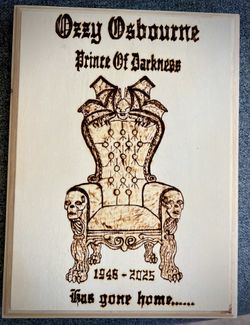 Ozzy Osbourne
Prince Of Darkness
1948 - 2025
Has gone home......